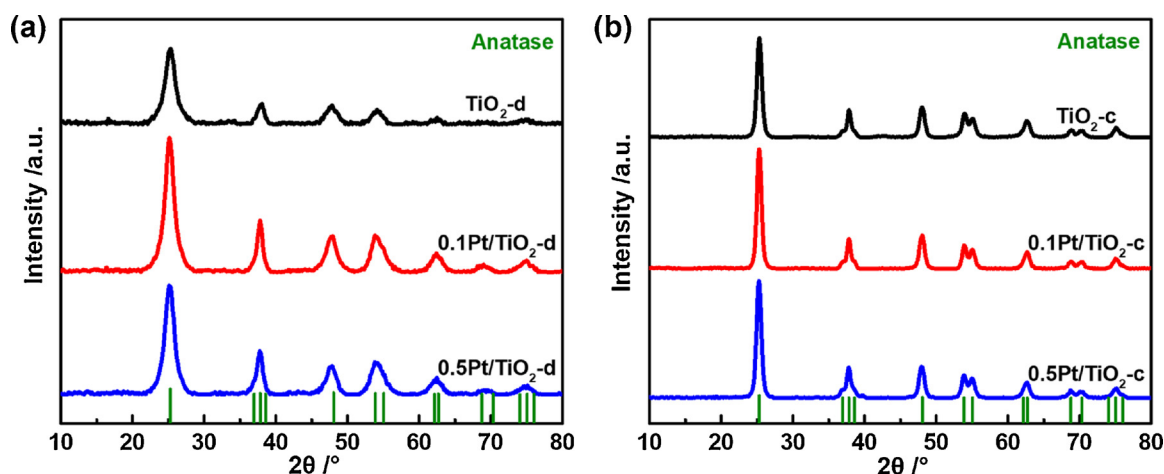 (a)
Anatase
TiO₂-d
0.1Pt/TiO₂-d
0.5Pt/TiO₂-d
Intensity /a.u.
10 20 30 40 50 60 70 80
2θ /°
(b)
Anatase
TiO₂-c
0.1Pt/TiO₂-c
0.5Pt/TiO₂-c
Intensity /a.u.
10 20 30 40 50 60 70 80
2θ /°